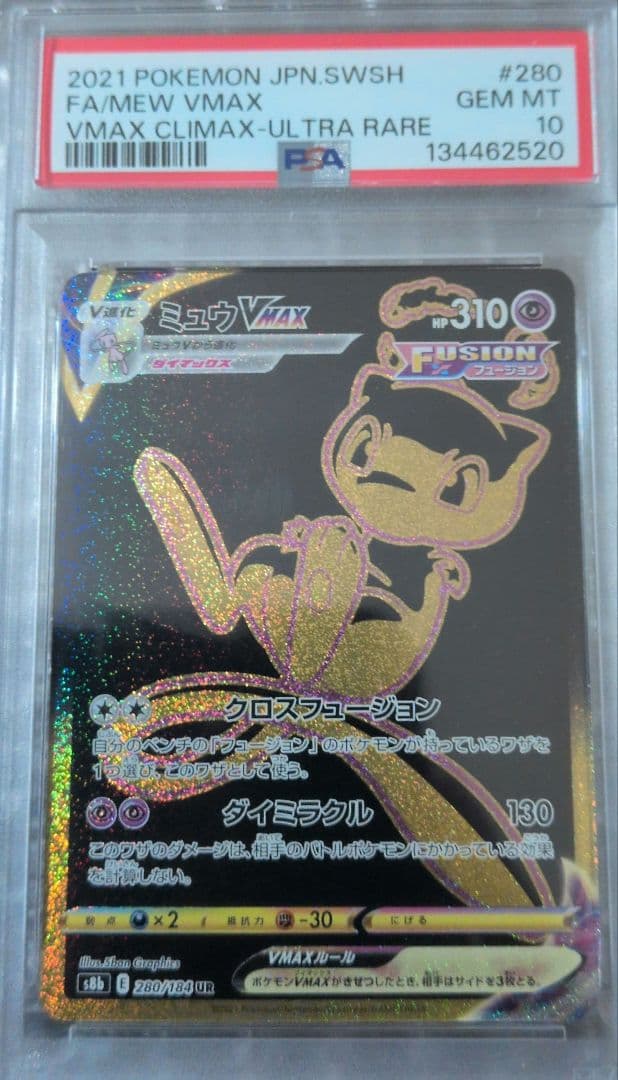 2021 POKEMON JPN.SWSH #280
FA/MEW VMAX GEM MT
VMAX CLIMAX-ULTRA RARE 10
PSA 134462520
V進化 ミュウVMAX HP310
ミュウVから進化
ダイマックス
FUSION
フュージョン
クロスフュージョン
自分のベンチの「フュージョン」のポケモンが持っているワザを
1つ選び、このワザとして使う。
ダイミラクル 130
このワザのダメージは、相手のバトルポケモンにかかっている効果
を計算しない。
弱点 ×2 抵抗力 -30 にげる
Illus.5ban Graphics
VMAXルール
s8b E 280/184 UR
ポケモンVMAXがきぜつしたとき、相手はサイドを3枚とる。